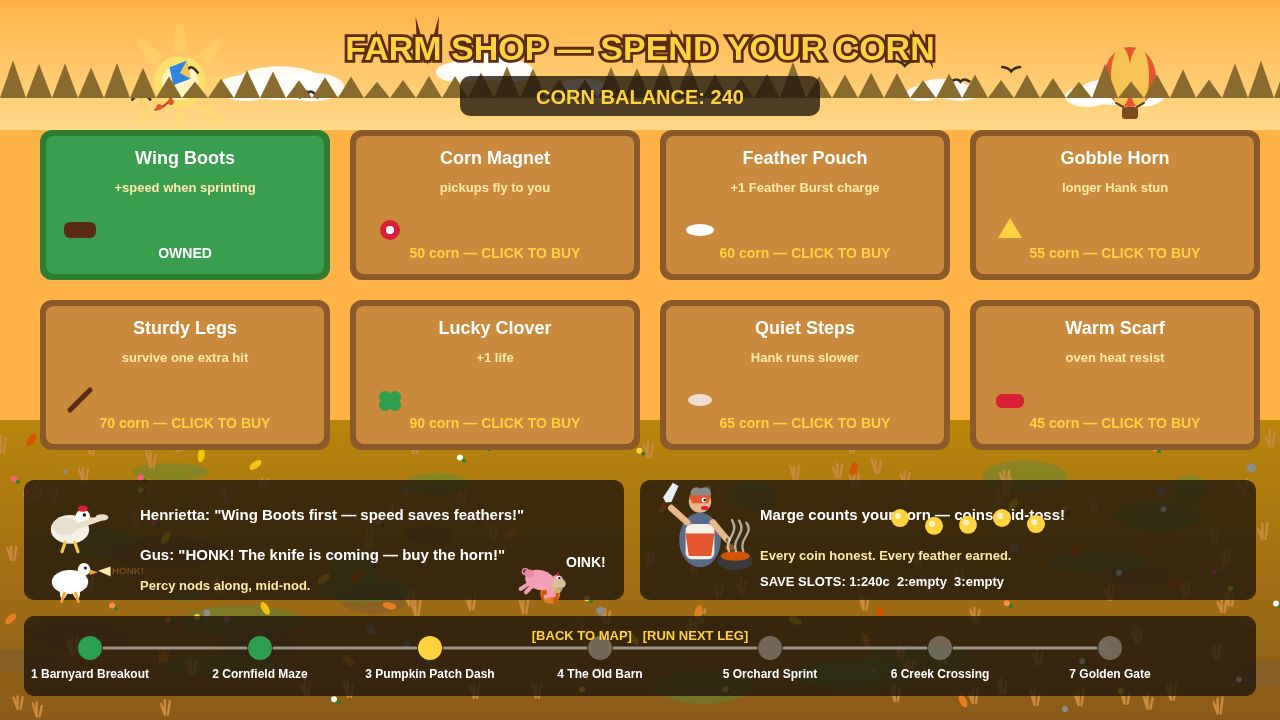 FARM SHOP — SPEND YOUR CORN
CORN BALANCE: 240
Wing Boots
+speed when sprinting
OWNED
Corn Magnet
pickups fly to you
50 corn — CLICK TO BUY
Feather Pouch
+1 Feather Burst charge
60 corn — CLICK TO BUY
Gobble Horn
longer Hank stun
55 corn — CLICK TO BUY
Sturdy Legs
survive one extra hit
70 corn — CLICK TO BUY
Lucky Clover
+1 life
90 corn — CLICK TO BUY
Quiet Steps
Hank runs slower
65 corn — CLICK TO BUY
Warm Scarf
oven heat resist
45 corn — CLICK TO BUY
Henrietta: "Wing Boots first — speed saves feathers!"
Gus: "HONK! The knife is coming — buy the horn!"
HONK!
Percy nods along, mid-nod.
OINK!
Marge counts your corn — coins mid-toss!
Every coin honest. Every feather earned.
SAVE SLOTS: 1:240c 2:empty 3:empty
[BACK TO MAP] [RUN NEXT LEG]
1 Barnyard Breakout
2 Cornfield Maze
3 Pumpkin Patch Dash
4 The Old Barn
5 Orchard Sprint
6 Creek Crossing
7 Golden Gate